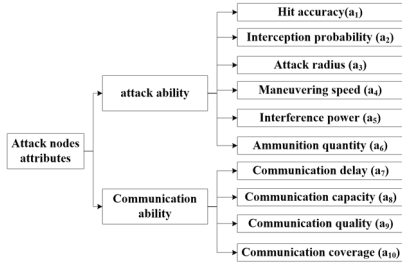 Hit accuracy(a₁)
Interception probability (a₂)
Attack radius (a₃)
attack ability
Maneuvering speed (a₄)
Interference power (a₅)
Attack nodes
attributes
Ammunition quantity (a₆)
Communication delay (a₇)
Communication
ability
Communication capacity (a₈)
Communication quality (a₉)
Communication coverage (a₁₀)